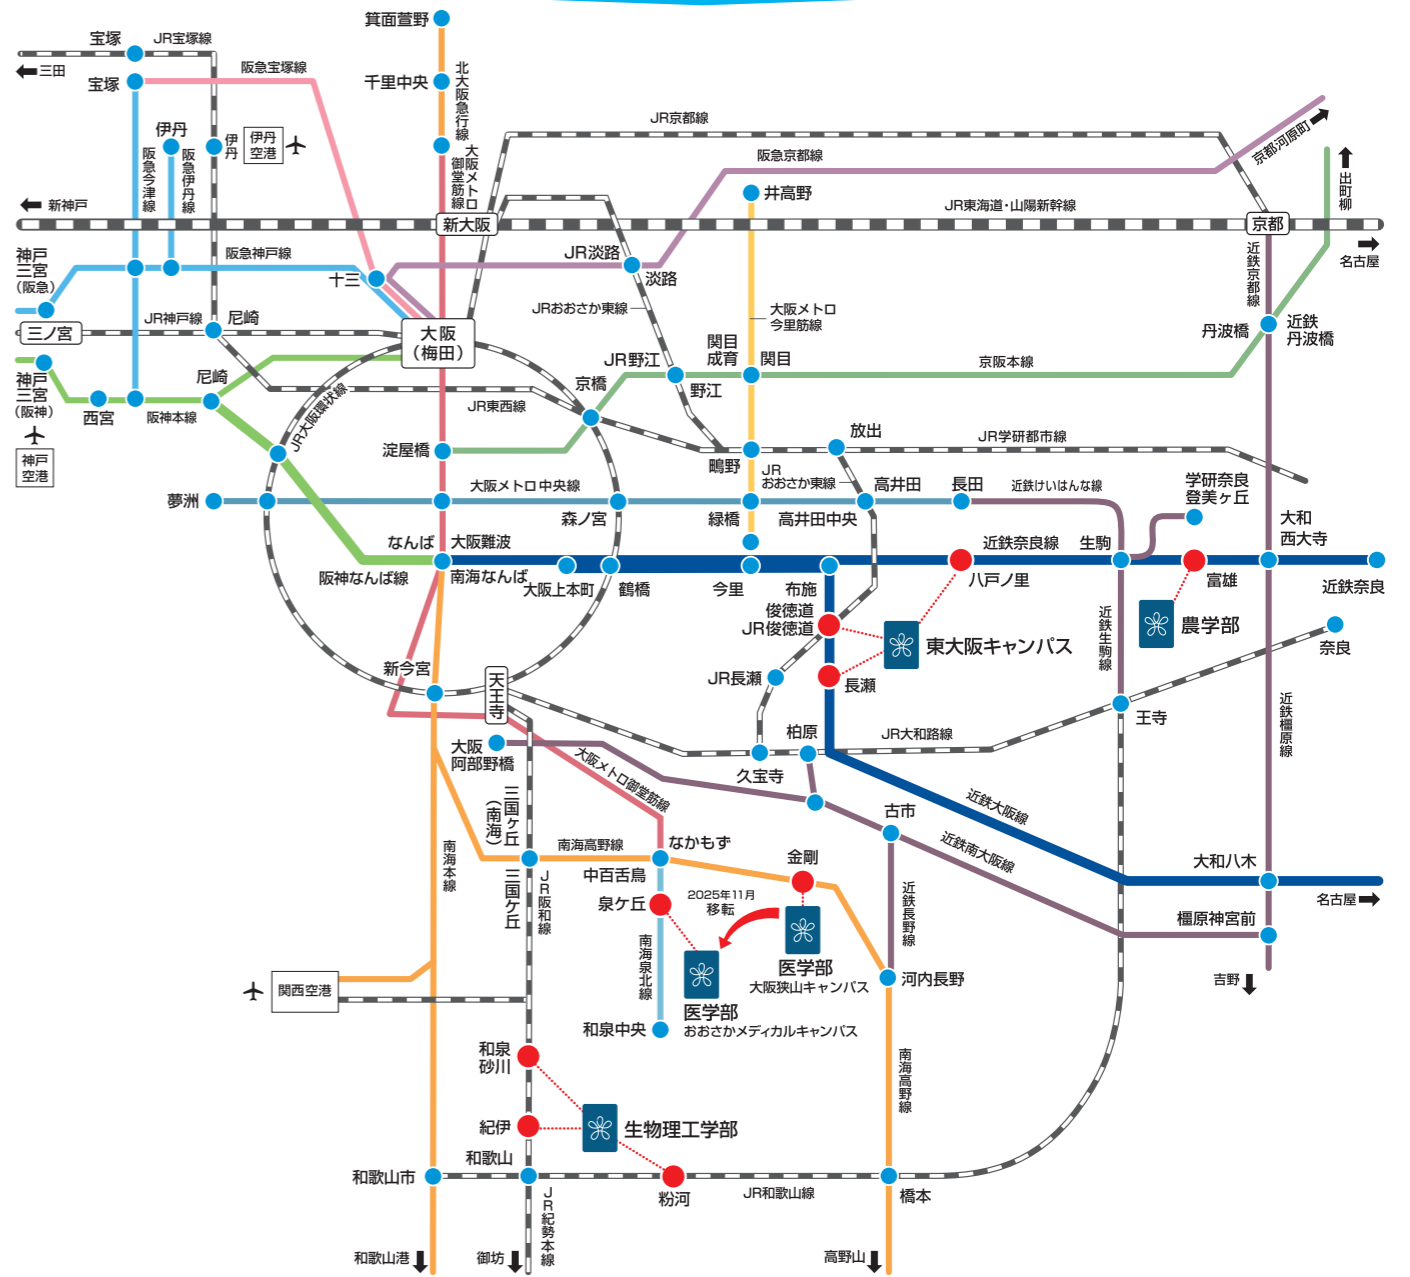 箕面萱野
宝塚
JR宝塚線
三田
宝塚
阪急宝塚線
千里中央
北大阪急行線
伊丹
伊丹
伊丹
空港
阪急今津線
阪急伊丹線
大阪メトロ
御堂筋線
JR京都線
阪急京都線
京都河原町
出町柳
井高野
新神戸
新大阪
JR東海道・山陽新幹線
京都
名古屋
神戸
三宮
(阪急)
阪急神戸線
十三
JR淡路
淡路
近鉄京都線
JRおおさか東線
大阪メトロ
今里筋線
三ノ宮
JR神戸線
尼崎
大阪
(梅田)
丹波橋
近鉄
丹波橋
関目
成育
関目
JR野江
野江
京阪本線
神戸
三宮
(阪神)
西宮
阪神本線
尼崎
JR大阪環状線
JR東西線
京橋
神戸
空港
淀屋橋
鴫野
放出
JR学研都市線
JR
おおさか東線
夢洲
大阪メトロ中央線
森ノ宮
緑橋
高井田
高井田中央
長田
近鉄けいはんな線
学研奈良
登美ヶ丘
大和
西大寺
なんば
大阪難波
阪神なんば線
南海なんば
大阪上本町
鶴橋
今里
布施
近鉄奈良線
八戸ノ里
生駒
富雄
近鉄奈良
俊徳道
JR俊徳道
東大阪キャンパス
近鉄生駒線
農学部
奈良
新今宮
天王寺
JR長瀬
長瀬
王寺
近鉄橿原線
大阪
阿部野橋
柏原
久宝寺
JR大和路線
大阪メトロ御堂筋線
三国ヶ丘
(南海)
古市
近鉄大阪線
近鉄南大阪線
南海本線
南海高野線
なかもず
中百舌鳥
金剛
大和八木
名古屋
三国ケ丘
JR阪和線
泉ケ丘
2025年11月
移転
近鉄長野線
橿原神宮前
南海泉北線
医学部
大阪狭山キャンパス
河内長野
吉野
関西空港
医学部
おおさかメディカルキャンパス
和泉中央
和泉
砂川
南海高野線
紀伊
生物理工学部
和歌山市
和歌山
粉河
JR和歌山線
橋本
JR紀勢本線
和歌山港
御坊
高野山